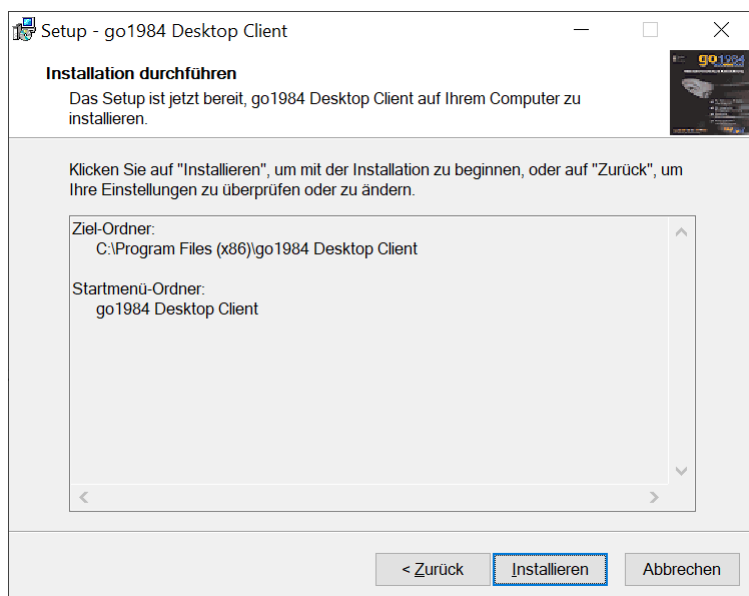 Setup - go1984 Desktop Client
Installation durchführen
Das Setup ist jetzt bereit, go1984 Desktop Client auf Ihrem Computer zu
installieren.
go1984
Klicken Sie auf "Installieren", um mit der Installation zu beginnen, oder auf "Zurück", um
Ihre Einstellungen zu überprüfen oder zu ändern.
Ziel-Ordner:
C:\Program Files (x86)\go1984 Desktop Client
Startmenü-Ordner:
go1984 Desktop Client
< Zurück
Installieren
Abbrechen